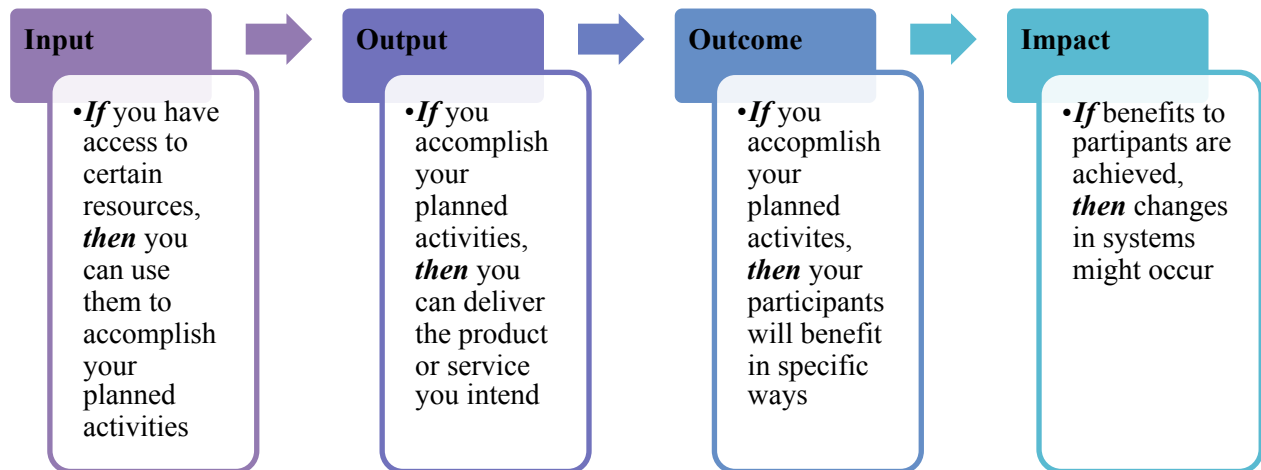 Input
•If you have
access to
certain
resources,
then you
can use
them to
accomplish
your
planned
activities
Output
•If you
accomplish
your
planned
activities,
then you
can deliver
the product
or service
you intend
Outcome
•If you
accopmlish
your
planned
activites,
then your
participants
will benefit
in specific
ways
Impact
•If benefits to
partipants are
achieved,
then changes
in systems
might occur